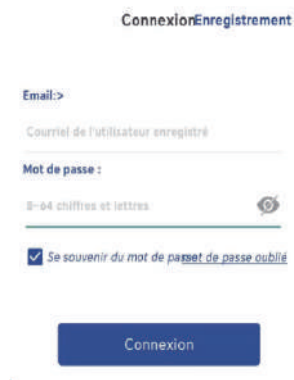 ConnexionEnregistrement
Email:>
Courriel de l'utilisateur enregistré
Mot de passe :
8-64 chiffres et lettres
Se souvenir du mot de passet de passe oublié
Connexion